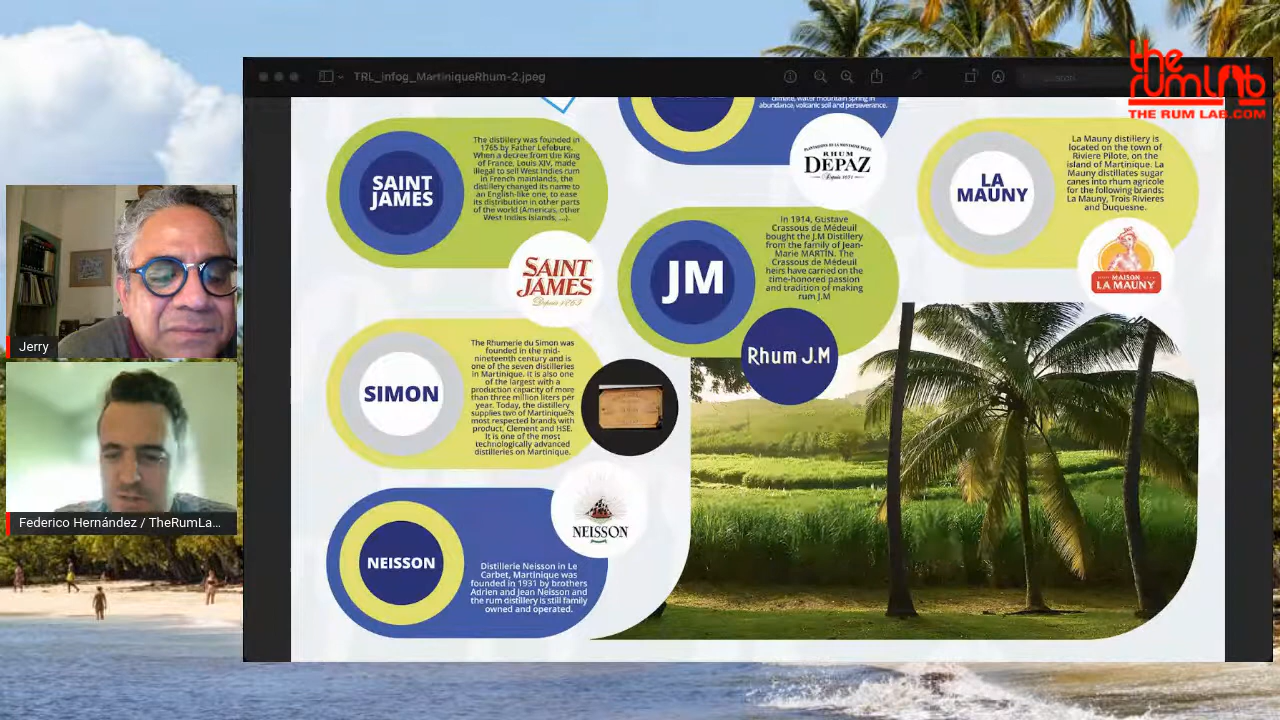 TRL_infog_MartiniqueRhum-2.jpeg
the
rumlab
THE RUM LAB.COM
climate, water mountain spring in
abundance, volcanic soil and perseverance.
RHUM
DEPAZ
SAINT
JAMES
The distillery was founded in
1765 by Father Lefebure.
When a decree from the King
of France, Louis XIV, made
illegal to sell West Indies rum
in French mainlands, the
distillery changed its name to
an English-like one, to ease
its distribution in other parts
of the world (Americas, other
West Indies Islands, ...).
SAINT
JAMES
Depuis 1765
JM
In 1914, Gustave
Crassous de Médeuil
bought the J.M Distillery
from the family of Jean-
Marie MARTIN. The
Crassous de Médeuil
heirs have carried on the
time-honored passion
and tradition of making
rum J.M
Rhum J.M
LA
MAUNY
La Mauny distillery is
located on the town of
Riviere Pilote, on the
island of Martinique. La
Mauny distillates sugar
canes into rhum agricole
for the following brands:
La Mauny, Trois Rivieres
and Duquesne.
MAISON
LA MAUNY
SIMON
The Rhumerie du Simon was
founded in the mid-
nineteenth century and is
one of the seven distilleries
in Martinique. It is also one
of the largest with a
production capacity of more
than three million liters per
year. Today, the distillery
supplies two of Martinique?s
most respected brands with
product, Clement and HSE.
It is one of the most
technologically advanced
distilleries on Martinique.
NEISSON
Distillerie Neisson in Le
Carbet, Martinique was
founded in 1931 by brothers
Adrien and Jean Neisson and
the rum distillery is still family
owned and operated.
NEISSON
Jerry
Federico Hernández / TheRumLa...